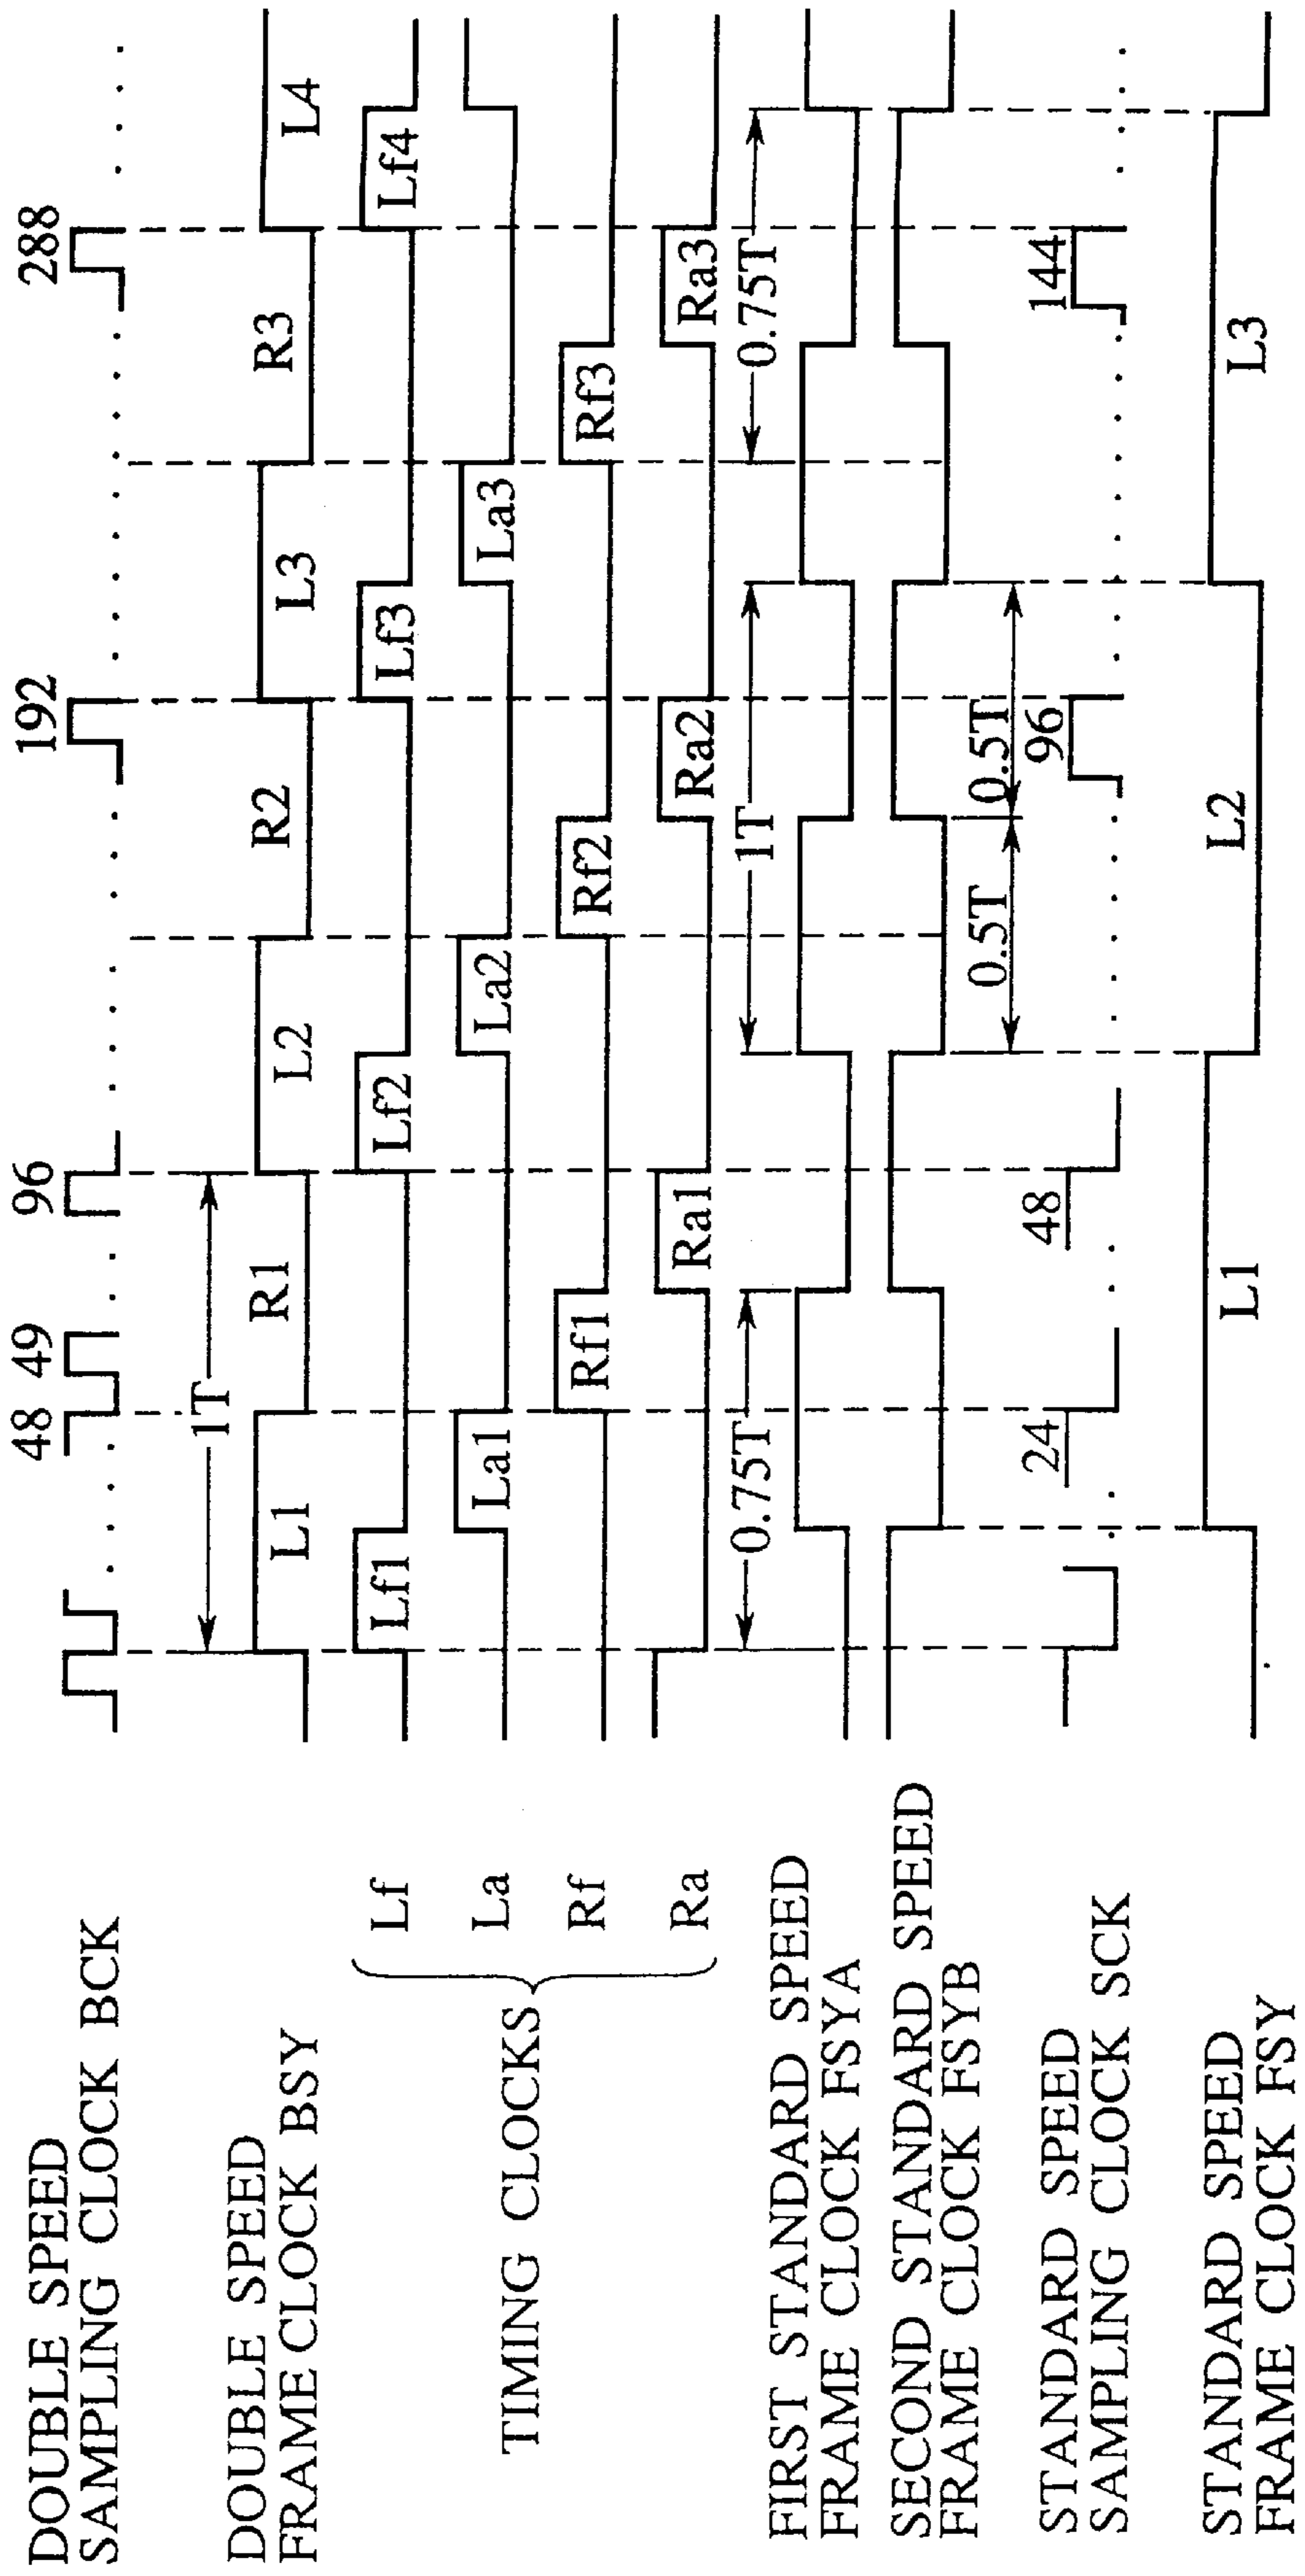 DOUBLE SPEED
SAMPLING CLOCK BCK
48 49 96 192 288
DOUBLE SPEED
FRAME CLOCK BSY
1T
L1 R1 L2 R2 L3 R3 L4
TIMING CLOCKS
Lf
Lf1 Lf2 Lf3 Lf4
La
La1 La2 La3
Rf
Rf1 Rf2 Rf3
Ra
Ra1 Ra2 Ra3
0.75T 1T 0.75T
FIRST STANDARD SPEED
FRAME CLOCK FSYA
SECOND STANDARD SPEED
FRAME CLOCK FSYB
0.5T 0.5T
STANDARD SPEED
SAMPLING CLOCK SCK
24 48 96 144
STANDARD SPEED
FRAME CLOCK FSY
L1 L2 L3